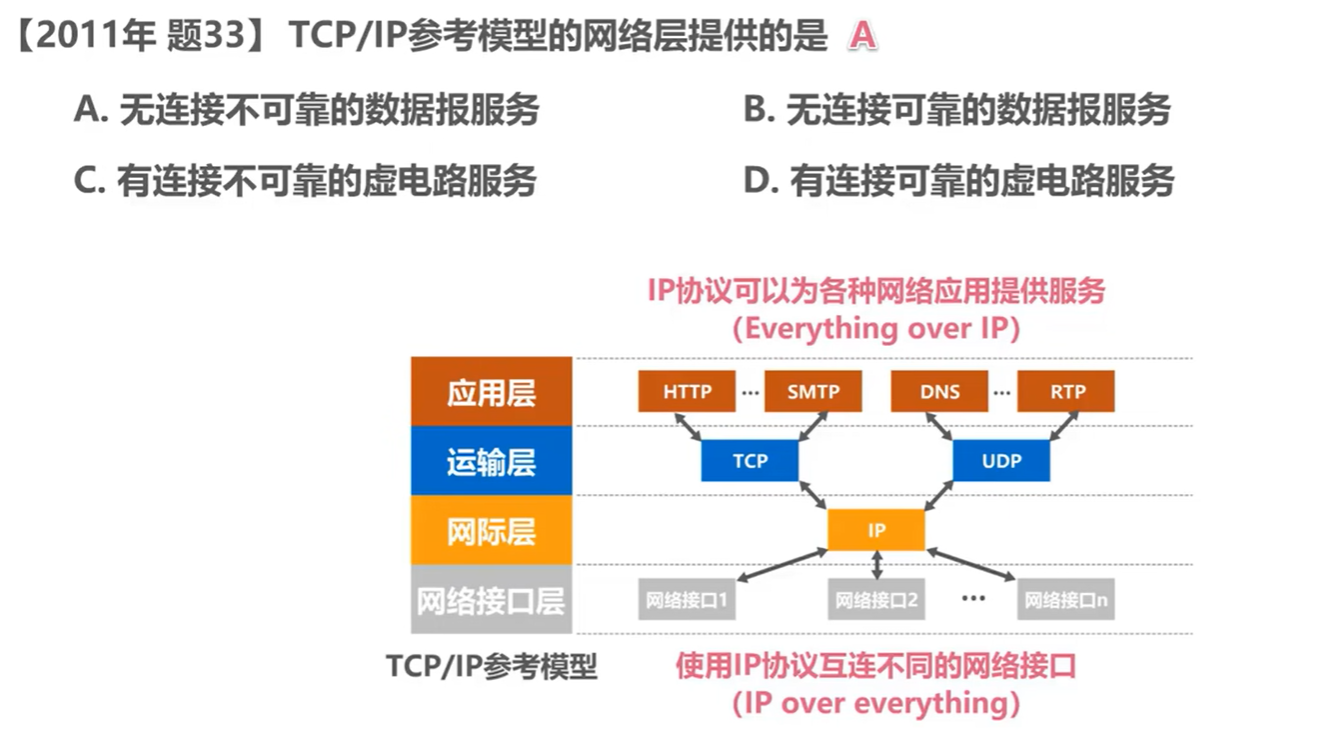 【2011年 题33】 TCP/IP参考模型的网络层提供的是 A
A. 无连接不可靠的数据报服务
B. 无连接可靠的数据报服务
C. 有连接不可靠的虚电路服务
D. 有连接可靠的虚电路服务
IP协议可以为各种网络应用提供服务
（Everything over IP）
应用层
HTTP ··· SMTP
DNS ··· RTP
运输层
TCP
UDP
网际层
IP
网络接口层
网络接口1
网络接口2
···
网络接口n
TCP/IP参考模型
使用IP协议互连不同的网络接口
（IP over everything）